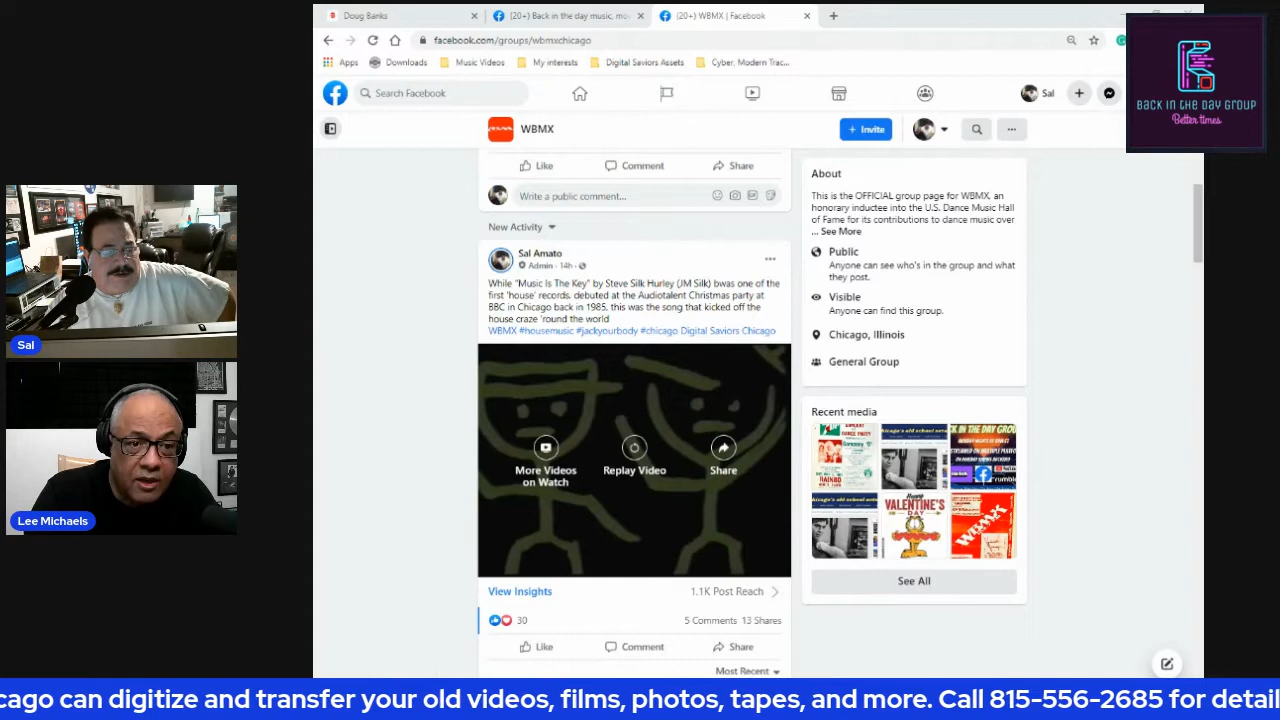 Doug Banks
(20+) Back in the day music, mo
(20+) WBMX | Facebook
facebook.com/groups/wbmxchicago
Apps
Downloads
Music Videos
My interests
Digital Saviors Assets
Cyber, Modern Trac...
BACK IN THE DAY GROUP
Better times
Search Facebook
Sal
WBMX
+ Invite
Like
Comment
Share
Write a public comment...
New Activity
Sal Amato
Admin · 14h ·
While "Music Is The Key" by Steve Silk Hurley (JM Silk) bwas one of the
first 'house' records. debuted at the Audiotalent Christmas party at
BBC in Chicago back in 1985, this was the song that kicked off the
house craze 'round the world
WBMX #housemusic #jackyourbody #chicago Digital Saviors Chicago
More Videos
on Watch
Replay Video
Share
View Insights
1.1K Post Reach
30
5 Comments 13 Shares
Like
Comment
Share
Most Recent
About
This is the OFFICIAL group page for WBMX, an
honorary inductee into the U.S. Dance Music Hall
of Fame for its contributions to dance music over
... See More
Public
Anyone can see who's in the group and what
they post.
Visible
Anyone can find this group.
Chicago, Illinois
General Group
Recent media
VALENTINE'S
DAY
WBMX
See All
Sal
Lee Michaels
cago can digitize and transfer your old videos, films, photos, tapes, and more. Call 815-556-2685 for detail